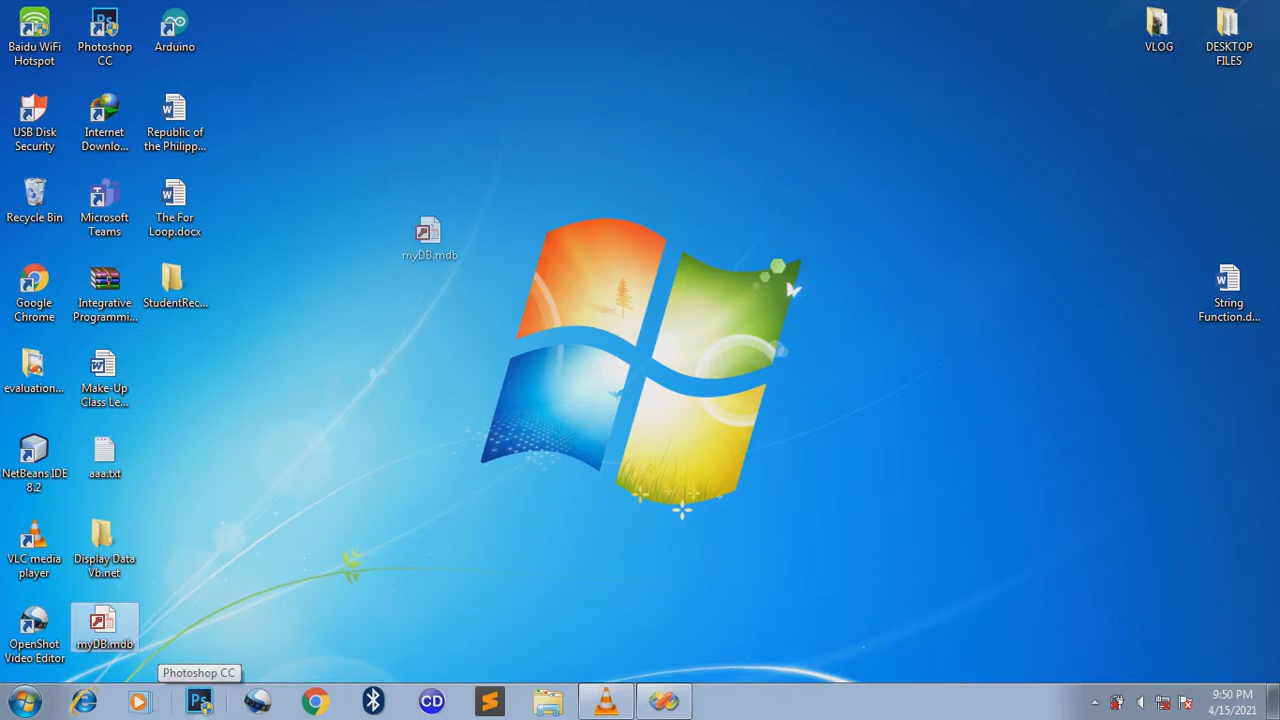 Baidu WiFi
Hotspot
Photoshop
CC
Arduino
VLOG
DESKTOP
FILES
USB Disk
Security
Internet
Downlo...
Republic of
the Philipp...
Recycle Bin
Microsoft
Teams
The For
Loop.docx
myDB.mdb
Google
Chrome
Integrative
Programmi...
StudentRec...
String
Function.d...
evaluation...
Make-Up
Class Le...
NetBeans IDE
8.2
aaa.txt
VLC media
player
Display Data
Vb.net
OpenShot
Video Editor
myDB.mdb
Photoshop CC
Ps
CD
9:50 PM
4/15/2021